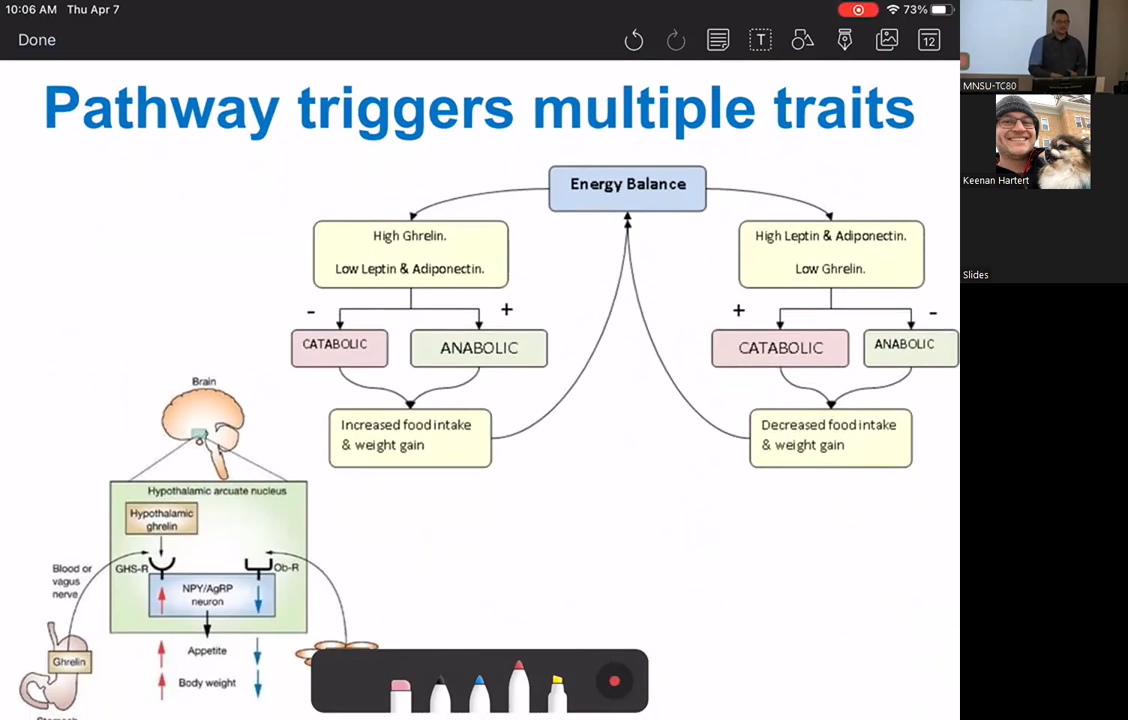 10:06 AM Thu Apr 7
73%
Done
T
12
Pathway triggers multiple traits
Energy Balance
High Ghrelin.
Low Leptin & Adiponectin.
High Leptin & Adiponectin.
Low Ghrelin.
- +
+ -
CATABOLIC
ANABOLIC
CATABOLIC
ANABOLIC
Increased food intake
& weight gain
Decreased food intake
& weight gain
Brain
Hypothalamic arcuate nucleus
Hypothalamic
ghrelin
Blood or
vagus
nerve
GHS-R
Ob-R
NPY/AgRP
neuron
Appetite
Ghrelin
Body weight
MNSU-TC80
Keenan Hartert
Slides